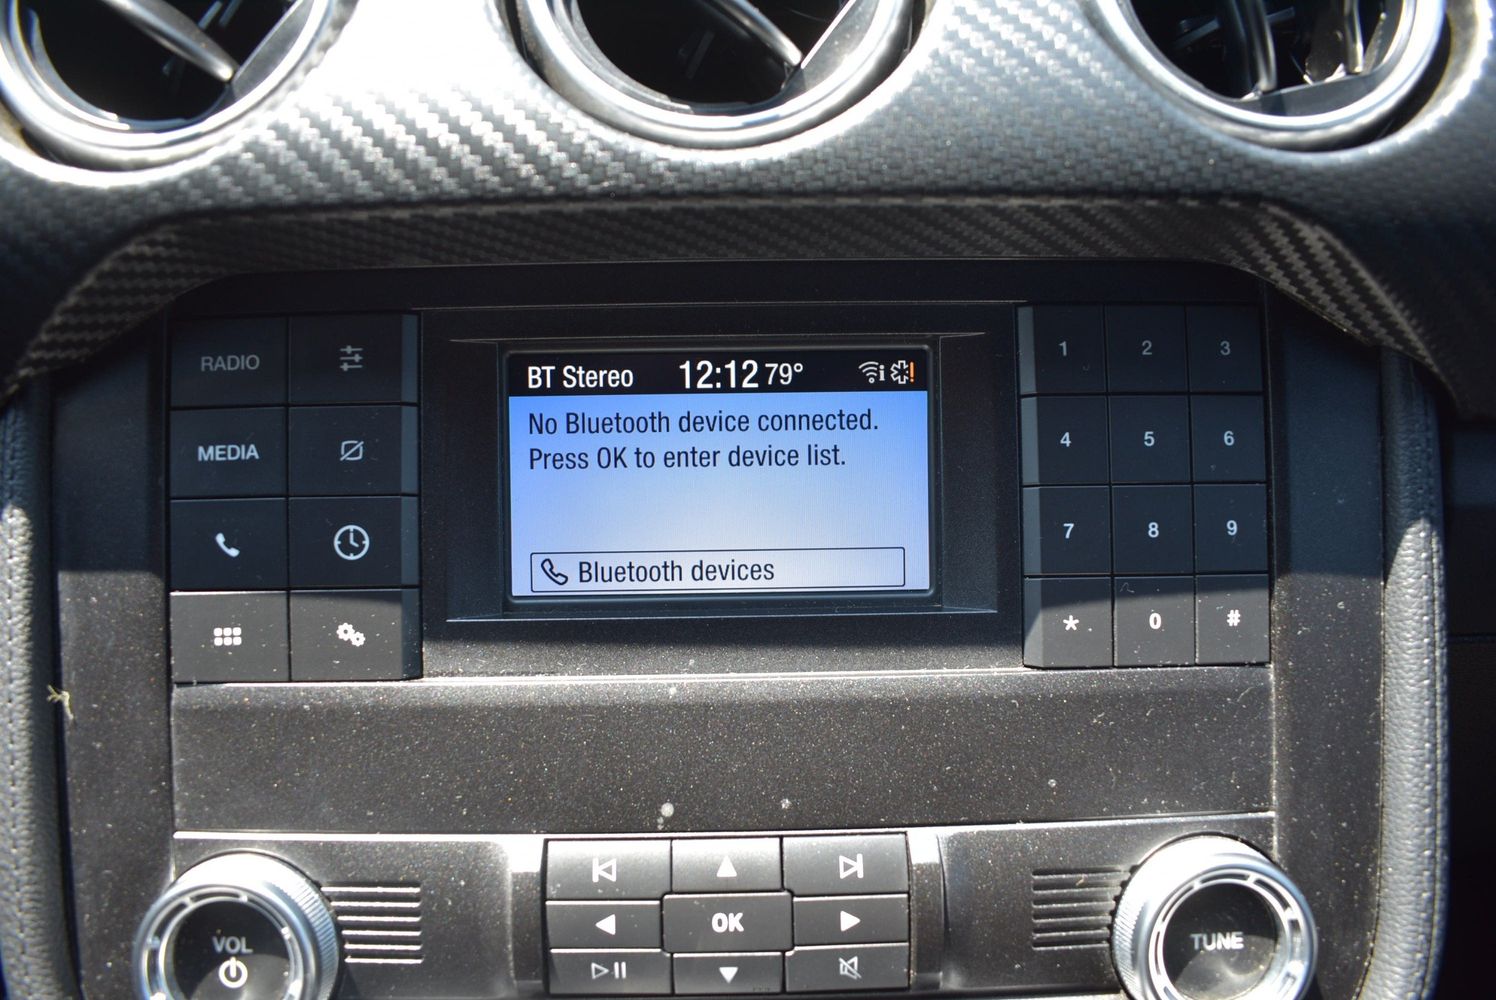 BT Stereo 12:12 79°
No Bluetooth device connected.
Press OK to enter device list.
Bluetooth devices
RADIO
MEDIA
1 2 3
4 5 6
7 8 9
* 0 #
VOL
OK
TUNE